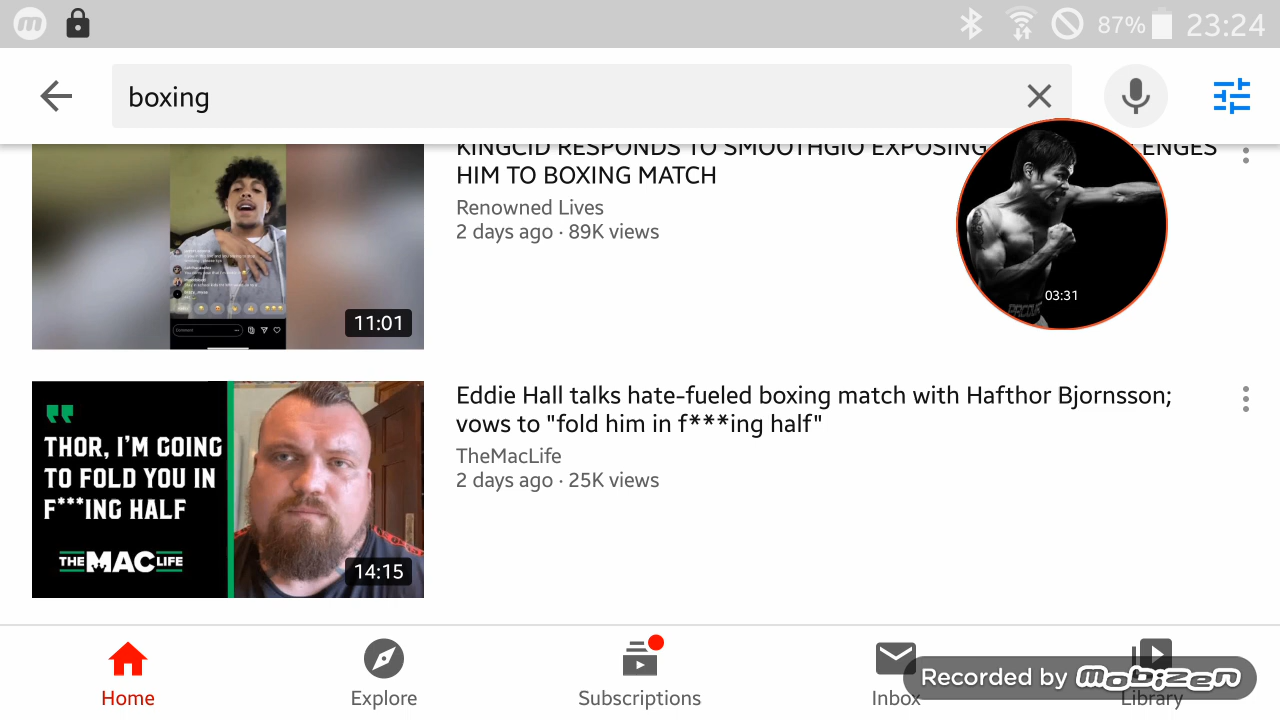 87% 23:24
boxing
KINGCID RESPONDS TO SMOOTHGIO EXPOSING
HIM TO BOXING MATCH
Renowned Lives
2 days ago · 89K views
11:01
03:31
THOR, I'M GOING
TO FOLD YOU IN
F***ING HALF
THE MAC LIFE
14:15
Eddie Hall talks hate-fueled boxing match with Hafthor Bjornsson;
vows to "fold him in f***ing half"
TheMacLife
2 days ago · 25K views
Home
Explore
Subscriptions
Inbox
Library
Recorded by mobizen